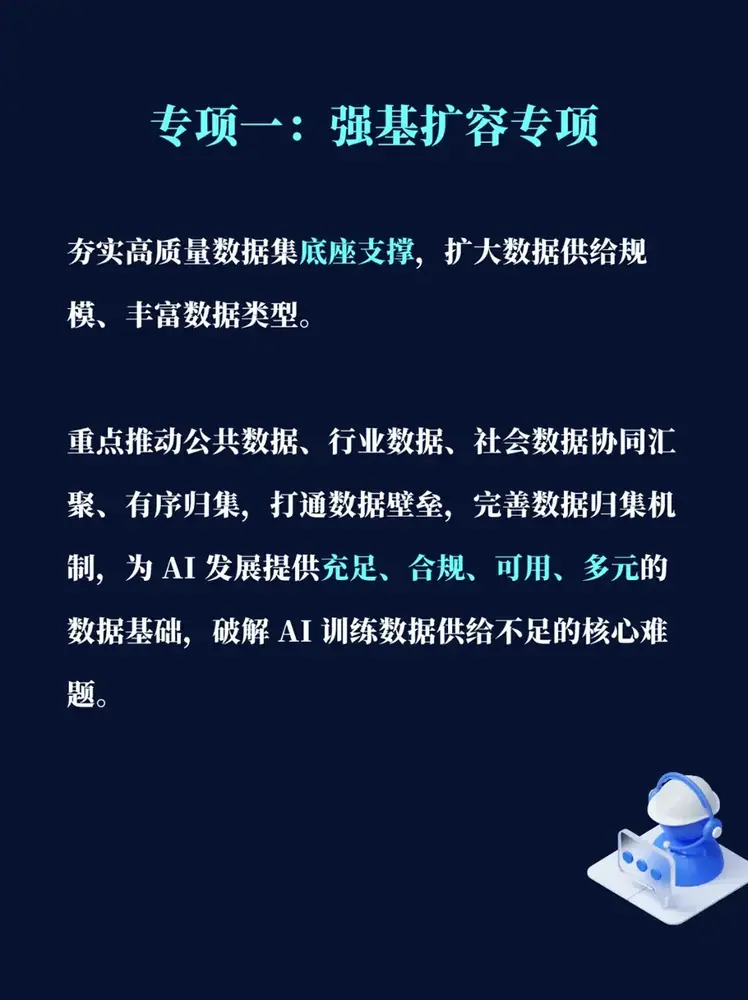 专项一：强基扩容专项
夯实高质量数据集底座支撑，扩大数据供给规
模、丰富数据类型。
重点推动公共数据、行业数据、社会数据协同汇
聚、有序归集，打通数据壁垒，完善数据归集机
制，为 AI 发展提供充足、合规、可用、多元的
数据基础，破解 AI 训练数据供给不足的核心难
题。